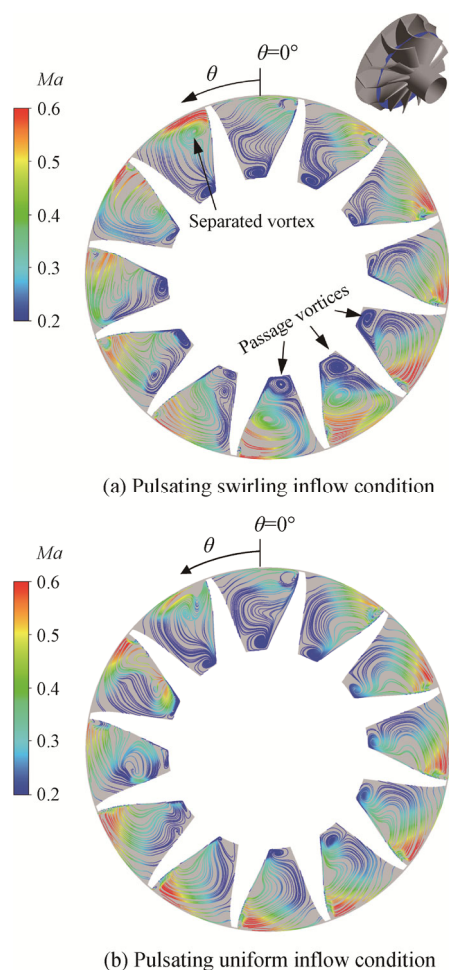 θ=0°
θ
Ma
0.6
0.5
0.4
0.3
0.2
Separated vortex
Passage vortices
(a) Pulsating swirling inflow condition
θ=0°
θ
Ma
0.6
0.5
0.4
0.3
0.2
(b) Pulsating uniform inflow condition